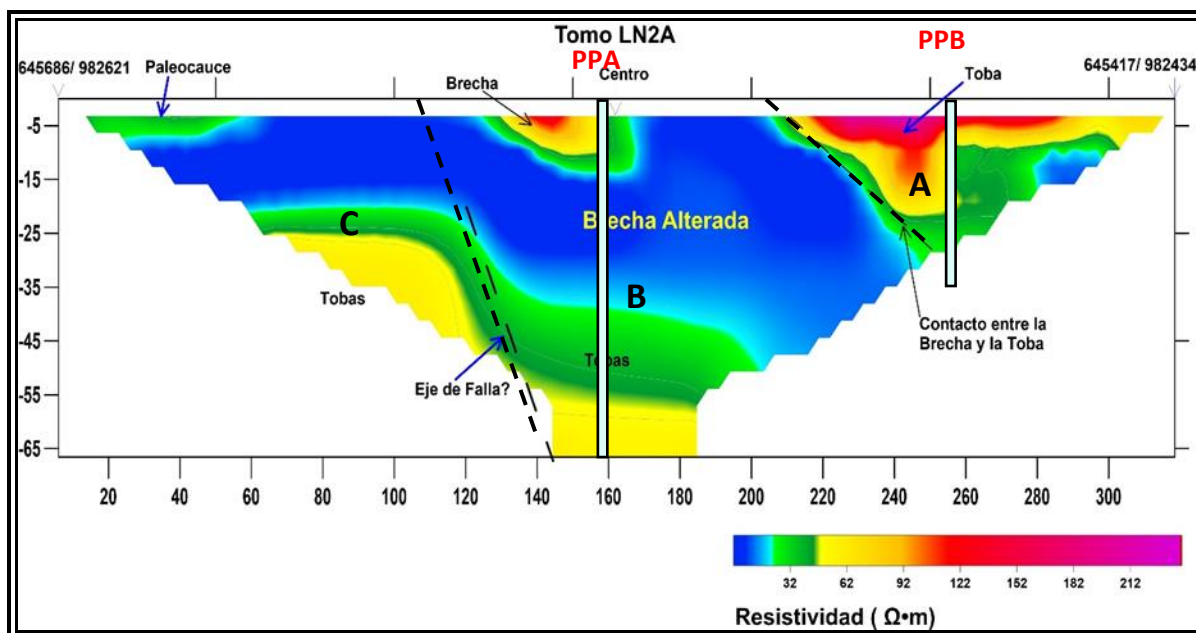 Tomo LN2A
PPA
PPB
645686/ 982621
Paleocauce
Brecha
Centro
Toba
645417/ 982434
-5
-15
-25
-35
-45
-55
-65
A
C
Brecha Alterada
B
Tobas
Tobas
Contacto entre la
Brecha y la Toba
Eje de Falla?
20 40 60 80 100 120 140 160 180 200 220 240 260 280 300
32 62 92 122 152 182 212
Resistividad ( Ω•m)